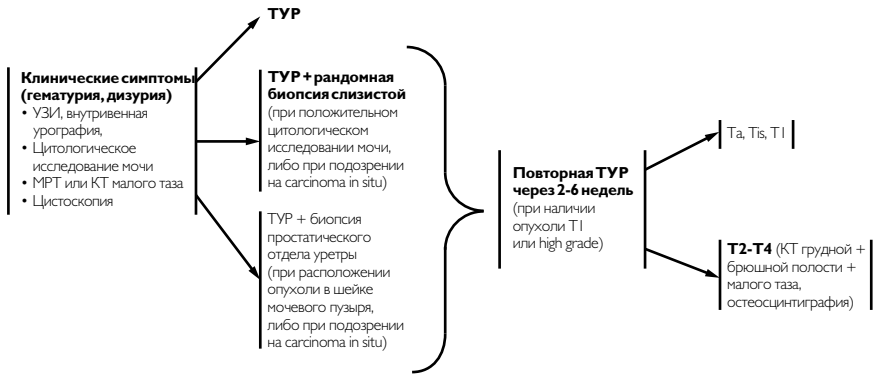 ТУР
Клинические симптомы
(гематурия, дизурия)
• УЗИ, внутривенная
урография,
• Цитологическое
исследование мочи
• МРТ или КТ малого таза
• Цистоскопия
ТУР + рандомная
биопсия слизистой
(при положительном
цитологическом
исследовании мочи,
либо при подозрении
на carcinoma in situ)
ТУР + биопсия
простатического
отдела уретры
(при расположении
опухоли в шейке
мочевого пузыря,
либо при подозрении
на carcinoma in situ)
Повторная ТУР
через 2-6 недель
(при наличии
опухоли T1
или high grade)
Ta, Tis, T1
T2-T4 (КТ грудной +
брюшной полости +
малого таза,
остеосцинтиграфия)